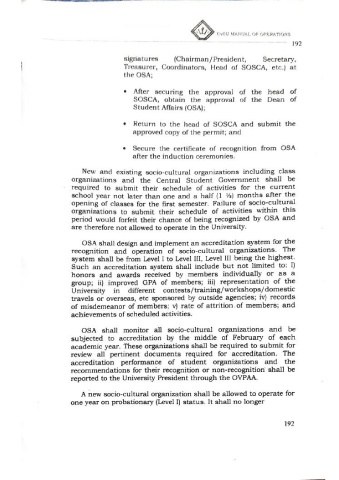 UNEP MANUAL OF OPERATIONS
192
signatures (Chairman/President, Secretary,
Treasurer, Coordinators, Head of SOSCA, etc.) at
the OSA;
• After securing the approval of the head of
SOSCA, obtain the approval of the Dean of
Student Affairs (OSA);
• Return to the head of SOSCA and submit the
approved copy of the permit; and
• Secure the certificate of recognition from OSA
after the induction ceremonies.
New and existing socio-cultural organizations including class
organizations and the Central Student Government shall be
required to submit their schedule of activities for the current
school year not later than one and a half (1 ½) months after the
opening of classes for the first semester. Failure of socio-cultural
organizations to submit their schedule of activities within this
period would forfeit their chance of being recognized by OSA and
are therefore not allowed to operate in the University.
OSA shall design and implement an accreditation system for the
recognition and operation of socio-cultural organizations. The
system shall be from Level I to Level III, Level III being the highest.
Such an accreditation system shall include but not limited to: i)
honors and awards received by members individually or as a
group; ii) improved GPA of members; iii) representation of the
University in different contests/training/workshops/domestic
travels or overseas, etc sponsored by outside agencies; iv) records
of misdemeanor of members; v) rate of attrition of members; and
achievements of scheduled activities.
OSA shall monitor all socio-cultural organizations and be
subjected to accreditation by the middle of February of each
academic year. These organizations shall be required to submit for
review all pertinent documents required for accreditation. The
accreditation performance of student organizations and the
recommendations for their recognition or non-recognition shall be
reported to the University President through the OVPAA.
A new socio-cultural organization shall be allowed to operate for
one year on probationary (Level I) status. It shall no longer
192